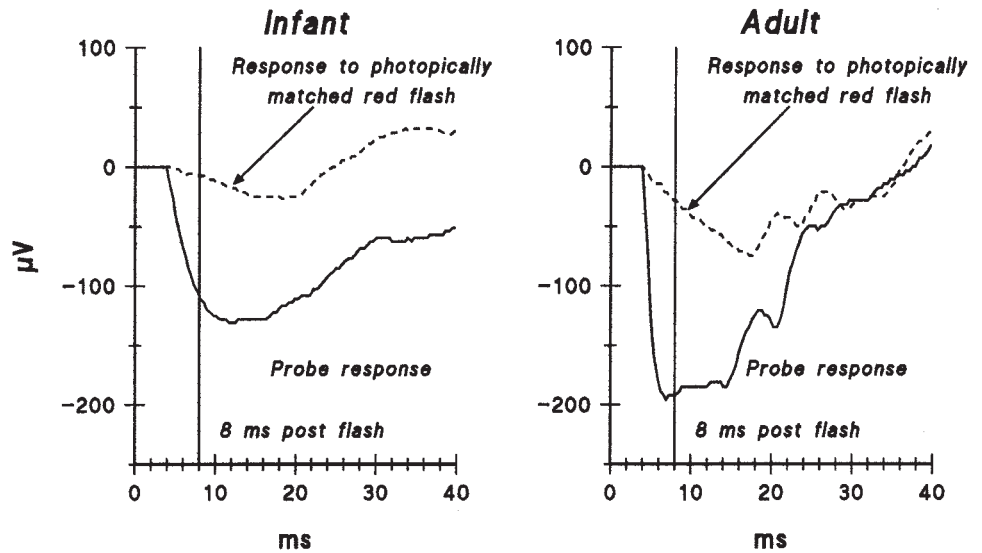 Infant
100
Response to photopically
matched red flash
0
µV
−100
Probe response
−200
8 ms post flash
0 10 20 30 40
ms
Adult
100
Response to photopically
matched red flash
0
−100
Probe response
−200
8 ms post flash
0 10 20 30 40
ms